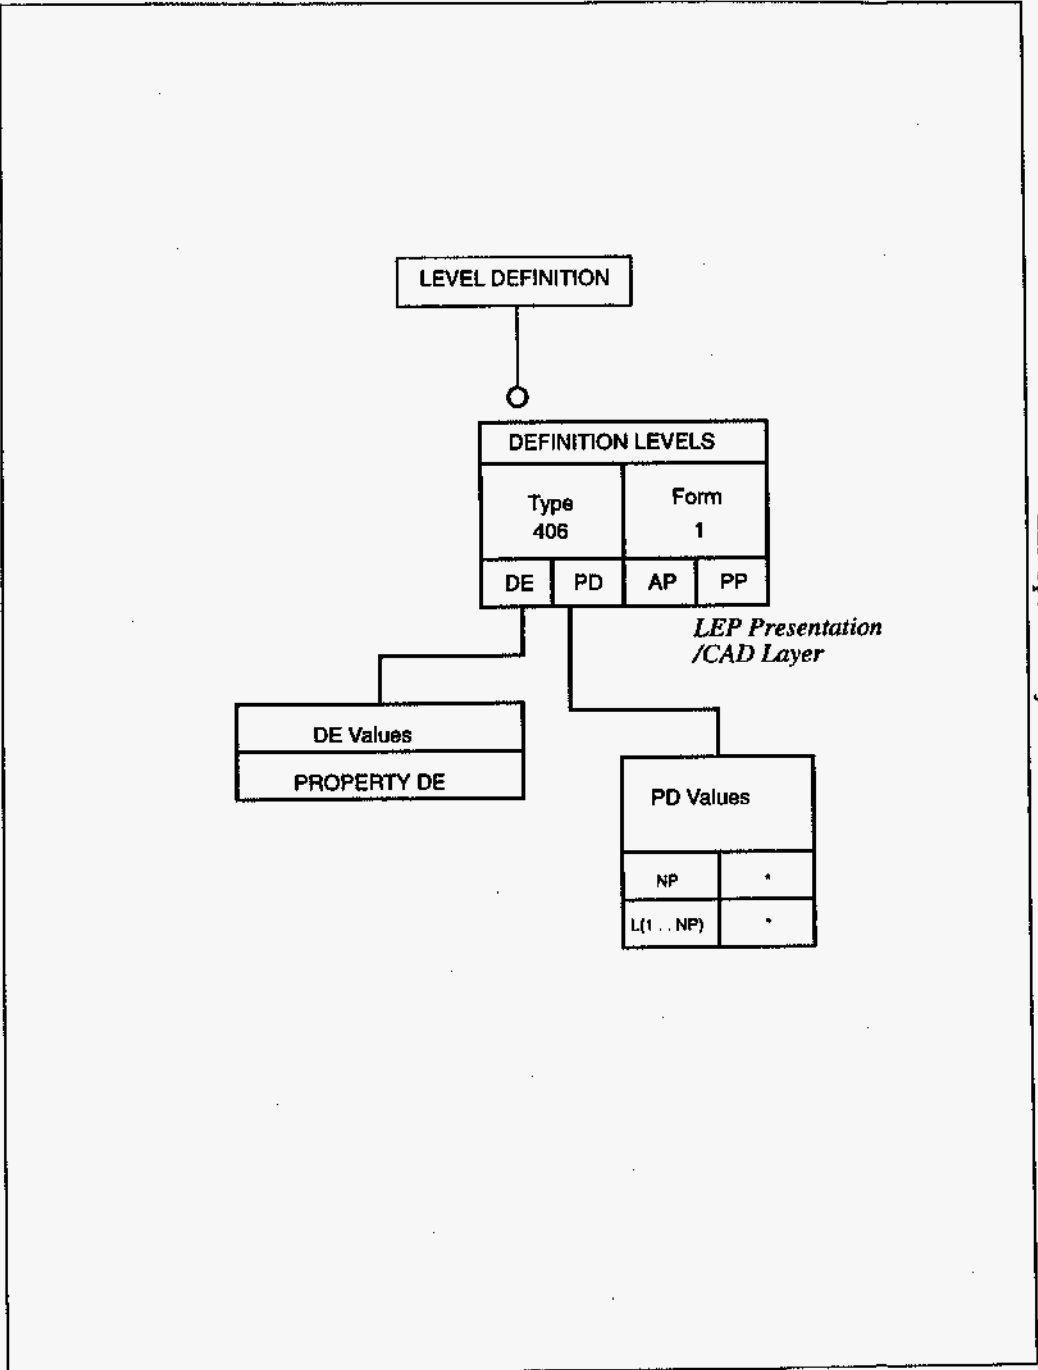 LEVEL DEFINITION
DEFINITION LEVELS
Type
406
Form
1
DE
PD
AP
PP
LEP Presentation
/CAD Layer
DE Values
PROPERTY DE
PD Values
NP
*
L(1 . . NP)
*